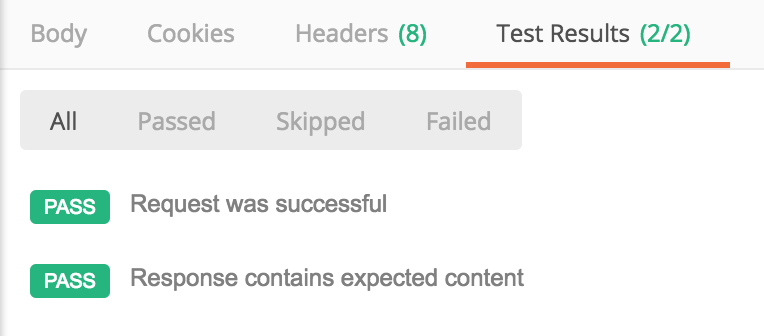 Body Cookies Headers (8) Test Results (2/2)
All Passed Skipped Failed
PASS Request was successful
PASS Response contains expected content